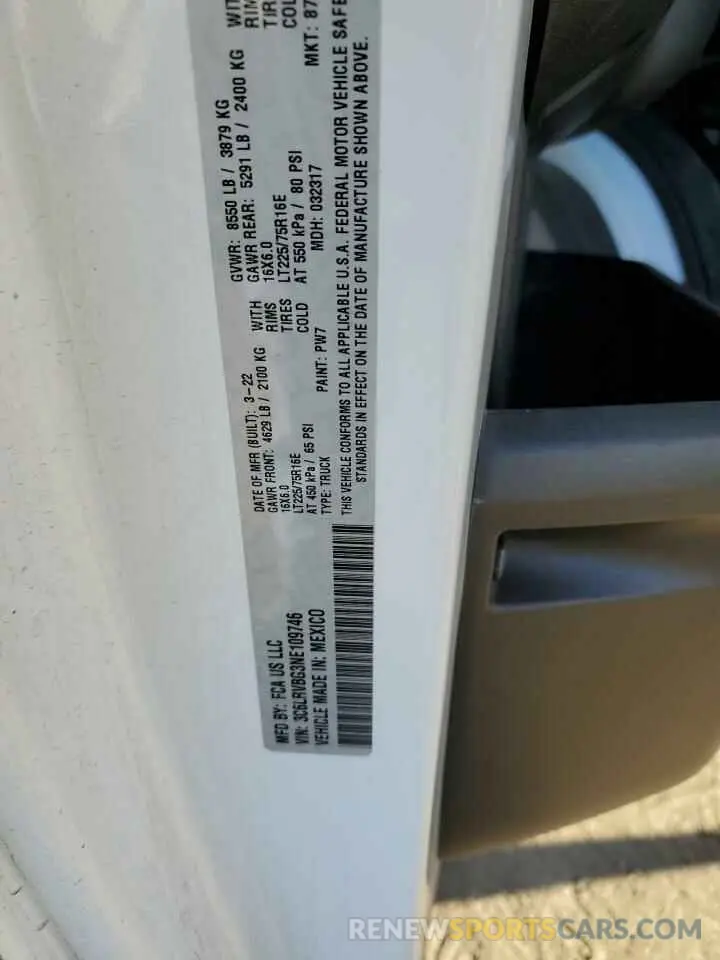 MFD BY: FCA US LLC
DATE OF MFR (BUILT): 3-22
GVWR: 8550 LB / 3879 KG
GAWR FRONT: 4629 LB / 2100 KG
WITH
GAWR REAR: 5291 LB / 2400 KG
16X6.0
RIMS
16X6.0
LT225/75R16E
TIRES
LT225/75R16E
AT 450 kPa / 65 PSI
COLD
AT 550 kPa / 80 PSI
VIN: 3C6LRVBG3NE109746
TYPE: TRUCK
PAINT: PW7
MDH: 032317
MKT: 87
VEHICLE MADE IN: MEXICO
THIS VEHICLE CONFORMS TO ALL APPLICABLE U.S.A. FEDERAL MOTOR VEHICLE SAFE
STANDARDS IN EFFECT ON THE DATE OF MANUFACTURE SHOWN ABOVE.
WIT
RIM
TIR
COL
RENEWSPORTSCARS.COM